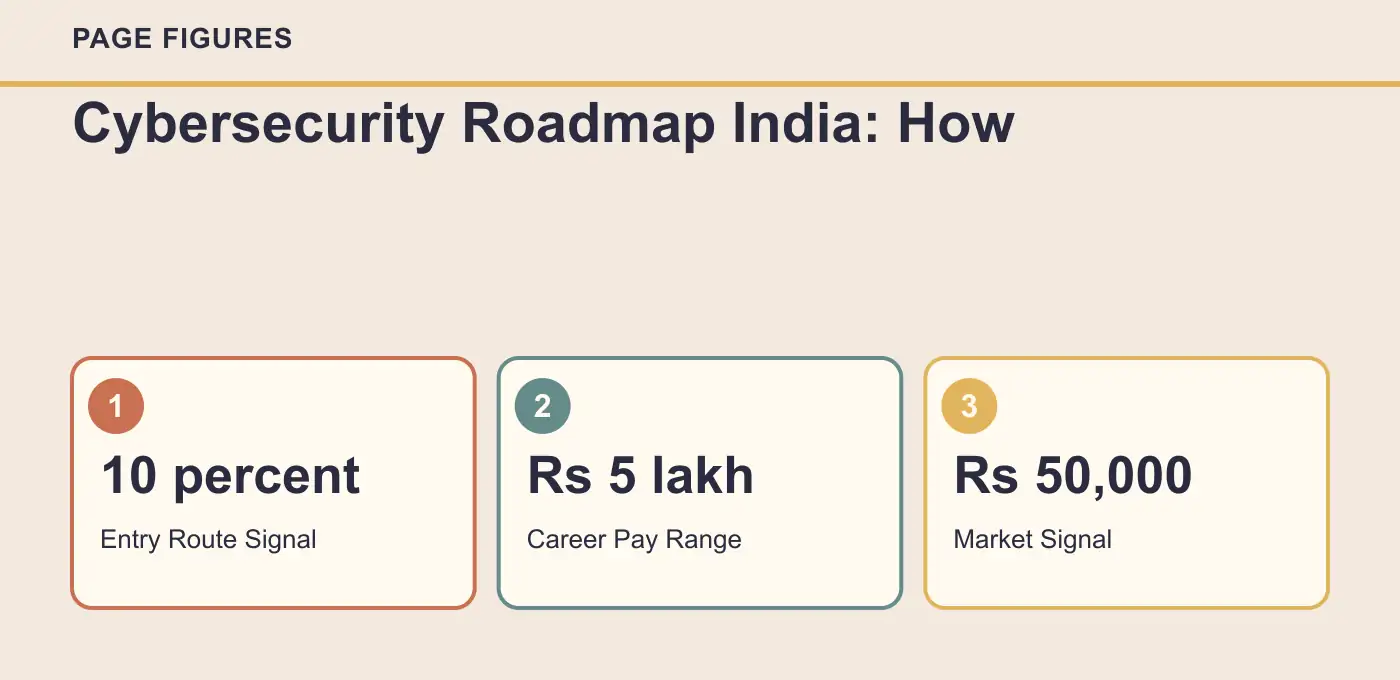 PAGE FIGURES
Cybersecurity Roadmap India: How
1
10 percent
Entry Route Signal
2
Rs 5 lakh
Career Pay Range
3
Rs 50,000
Market Signal